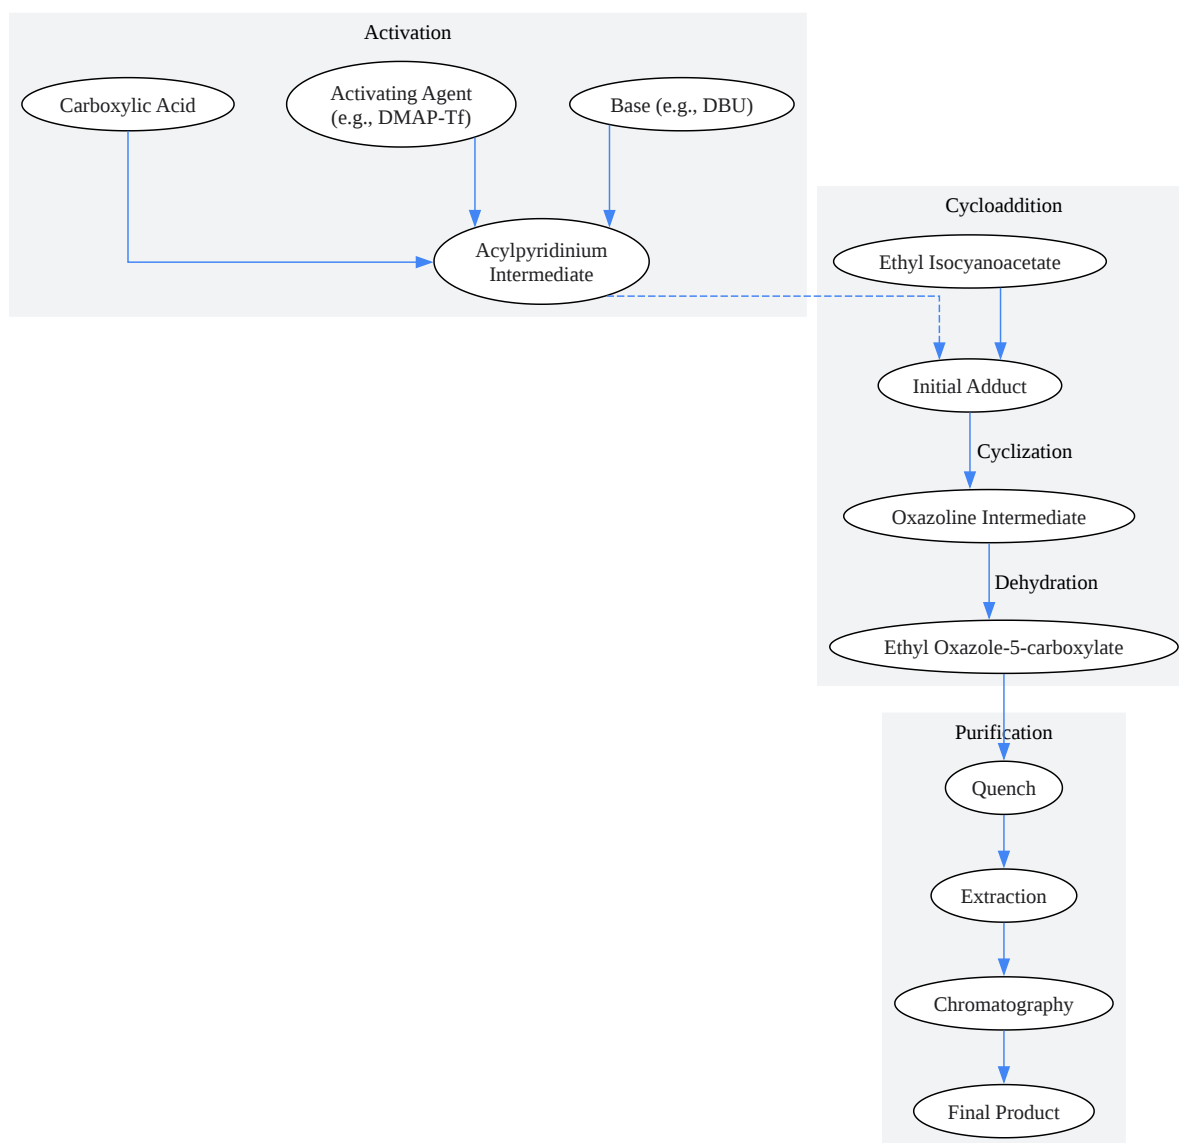 Activation
Carboxylic Acid
Activating Agent
(e.g., DMAP-Tf)
Base (e.g., DBU)
Acylpyridinium
Intermediate
Cycloaddition
Ethyl Isocyanoacetate
Initial Adduct
Cyclization
Oxazoline Intermediate
Dehydration
Ethyl Oxazole-5-carboxylate
Purification
Quench
Extraction
Chromatography
Final Product